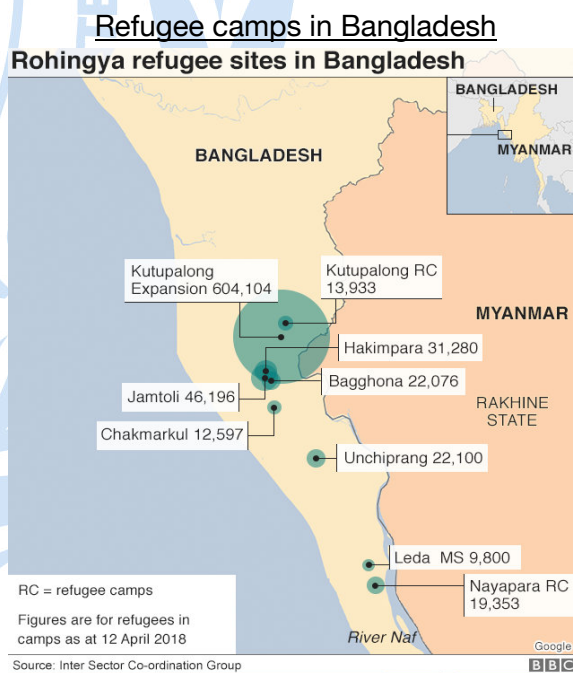 Refugee camps in Bangladesh
Rohingya refugee sites in Bangladesh
BANGLADESH
MYANMAR
BANGLADESH
Kutupalong
Expansion 604,104
Kutupalong RC
13,933
MYANMAR
Hakimpara 31,280
Bagghona 22,076
Jamtoli 46,196
RAKHINE
STATE
Chakmarkul 12,597
Unchiprang 22,100
Leda MS 9,800
Nayapara RC
19,353
RC = refugee camps
Figures are for refugees in
camps as at 12 April 2018
River Naf
Google
Source: Inter Sector Co-ordination Group
BBC